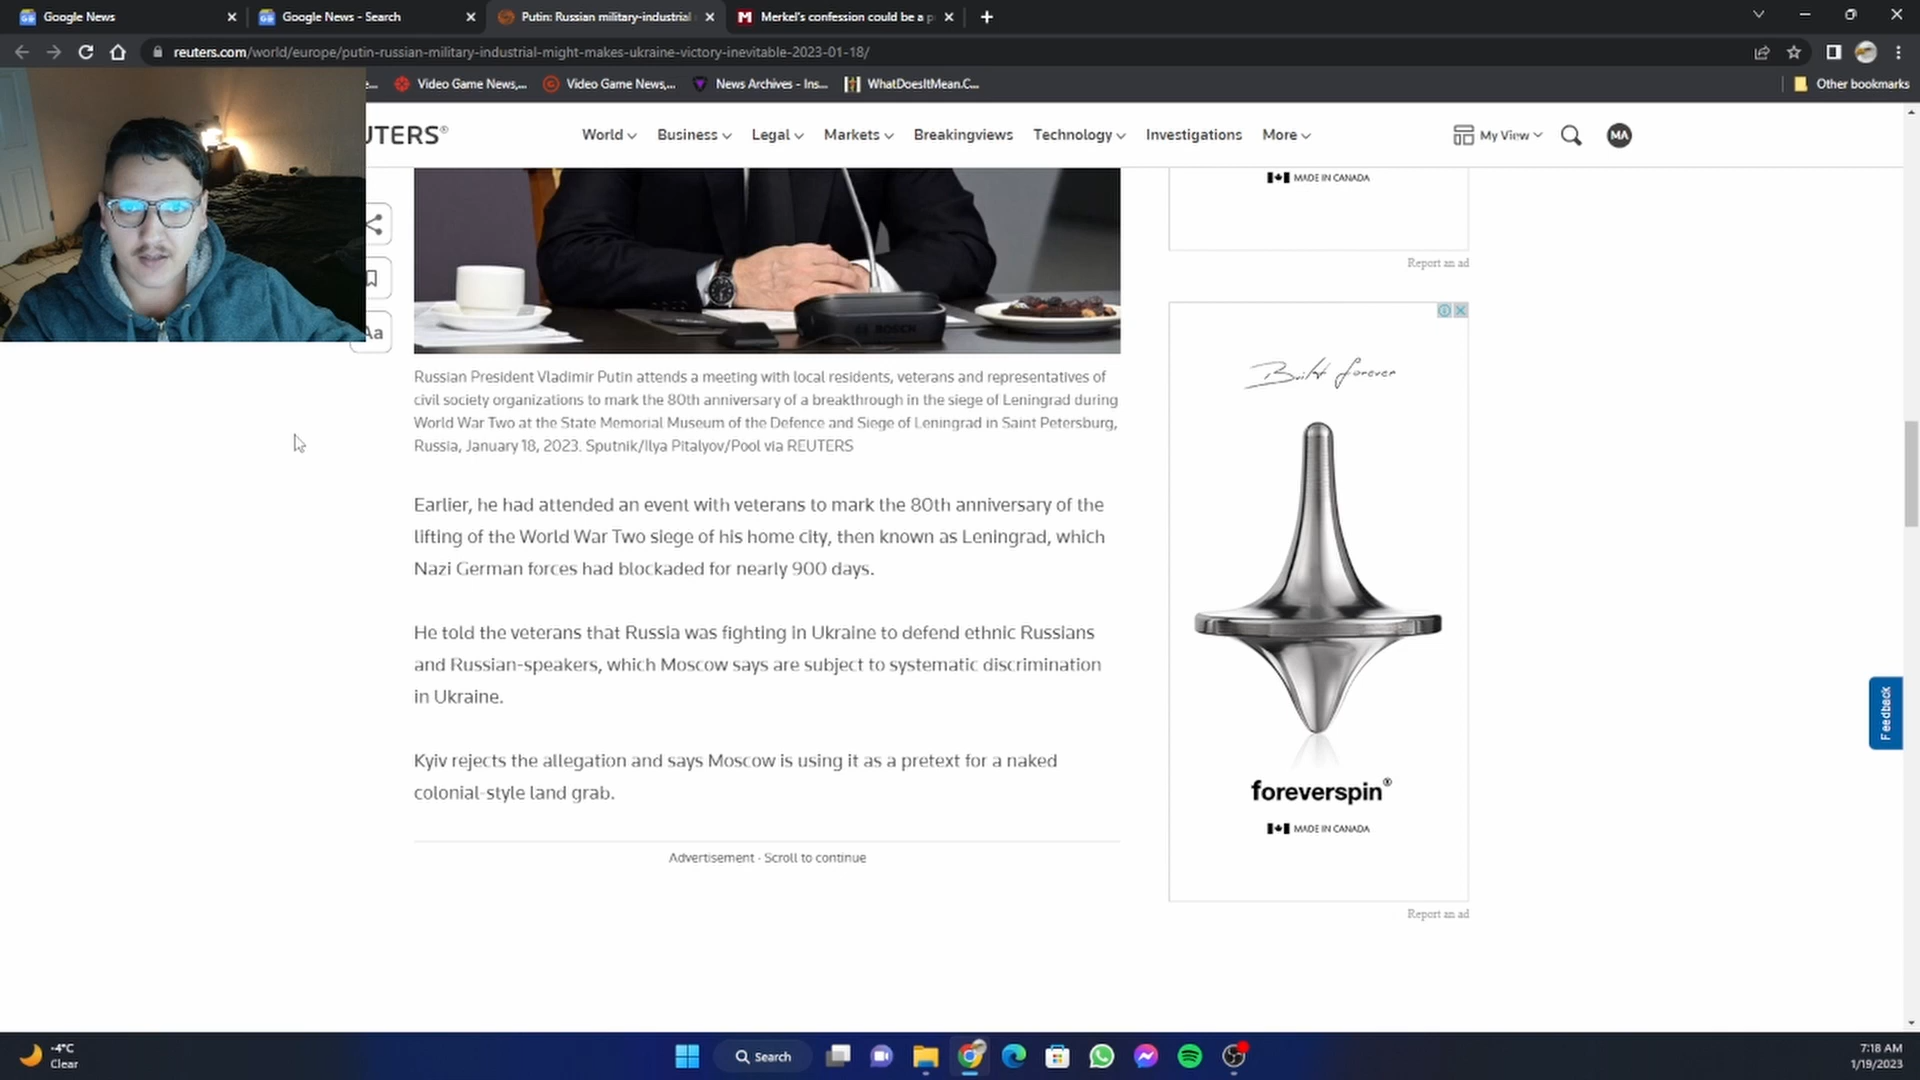 Google News
Google News - Search
Putin: Russian military-industrial
Merkel's confession could be a p
reuters.com/world/europe/putin-russian-military-industrial-might-makes-ukraine-victory-inevitable-2023-01-18/
e...
Video Game News,...
Video Game News,...
News Archives - Ins...
WhatDoesItMean.C...
Other bookmarks
UTERS®
World
Business
Legal
Markets
Breakingviews
Technology
Investigations
More
My View
MA
MADE IN CANADA
Report an ad
Aa
BOSCH
Russian President Vladimir Putin attends a meeting with local residents, veterans and representatives of
civil society organizations to mark the 80th anniversary of a breakthrough in the siege of Leningrad during
World War Two at the State Memorial Museum of the Defence and Siege of Leningrad in Saint Petersburg,
Russia, January 18, 2023. Sputnik/Ilya Pitalyov/Pool via REUTERS
Earlier, he had attended an event with veterans to mark the 80th anniversary of the
lifting of the World War Two siege of his home city, then known as Leningrad, which
Nazi German forces had blockaded for nearly 900 days.
He told the veterans that Russia was fighting in Ukraine to defend ethnic Russians
and Russian-speakers, which Moscow says are subject to systematic discrimination
in Ukraine.
Kyiv rejects the allegation and says Moscow is using it as a pretext for a naked
colonial-style land grab.
Advertisement · Scroll to continue
Built forever
foreverspin®
MADE IN CANADA
Report an ad
Feedback
-4°C
Clear
Search
7:18 AM
1/19/2023